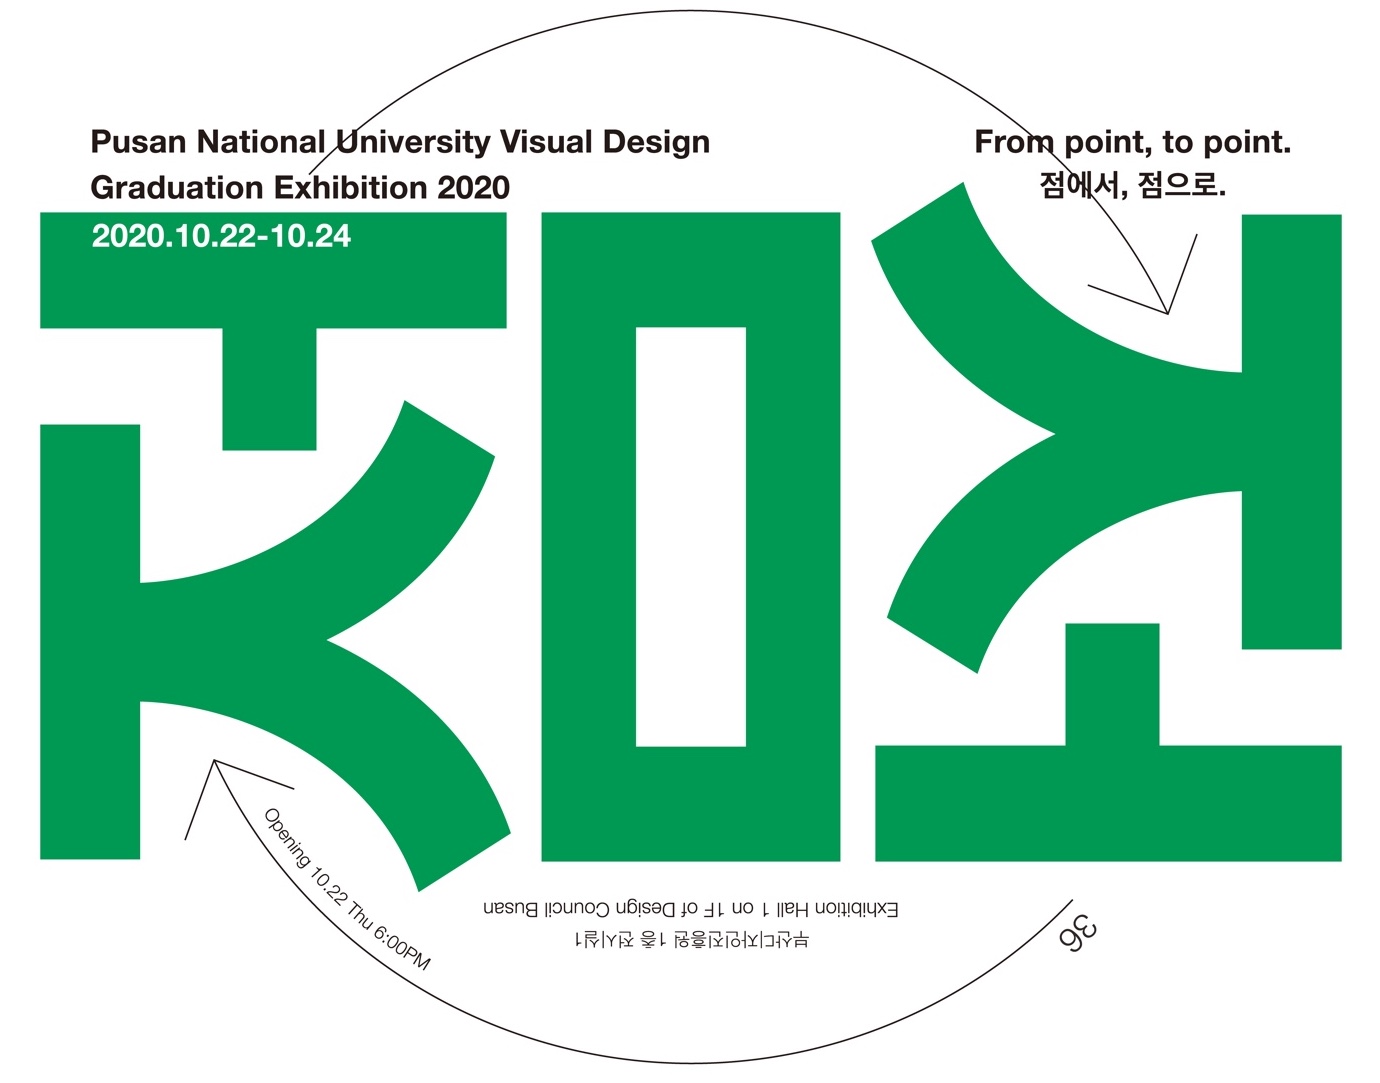 Pusan National University Visual Design
Graduation Exhibition 2020
2020.10.22-10.24
From point, to point.
점에서, 점으로.
점
점
Opening 10.22 Thu 6:00PM
부산디자인진흥원 1층 전시실1
Exhibition Hall 1 on 1F of Design Council Busan
36